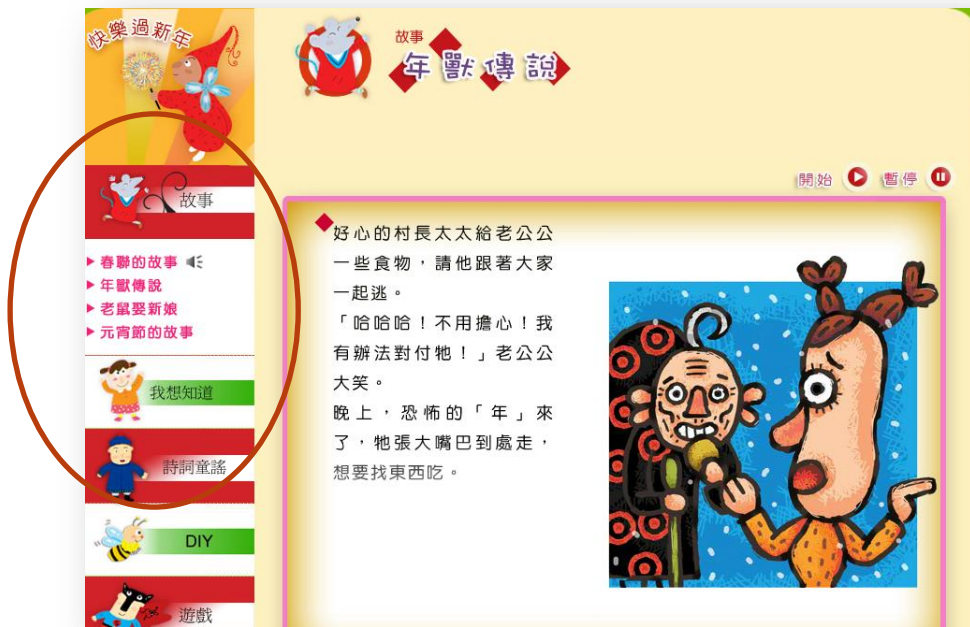 快樂過新年
故事
年獸傳說
開始 暫停
故事
春聯的故事
年獸傳說
老鼠娶新娘
元宵節的故事
我想知道
詩詞童謠
DIY
遊戲
好心的村長太太給老公公
一些食物，請他跟著大家
一起逃。
「哈哈哈！不用擔心！我
有辦法對付牠！」老公公
大笑。
晚上，恐怖的「年」來
了，牠張大嘴巴到處走，
想要找東西吃。